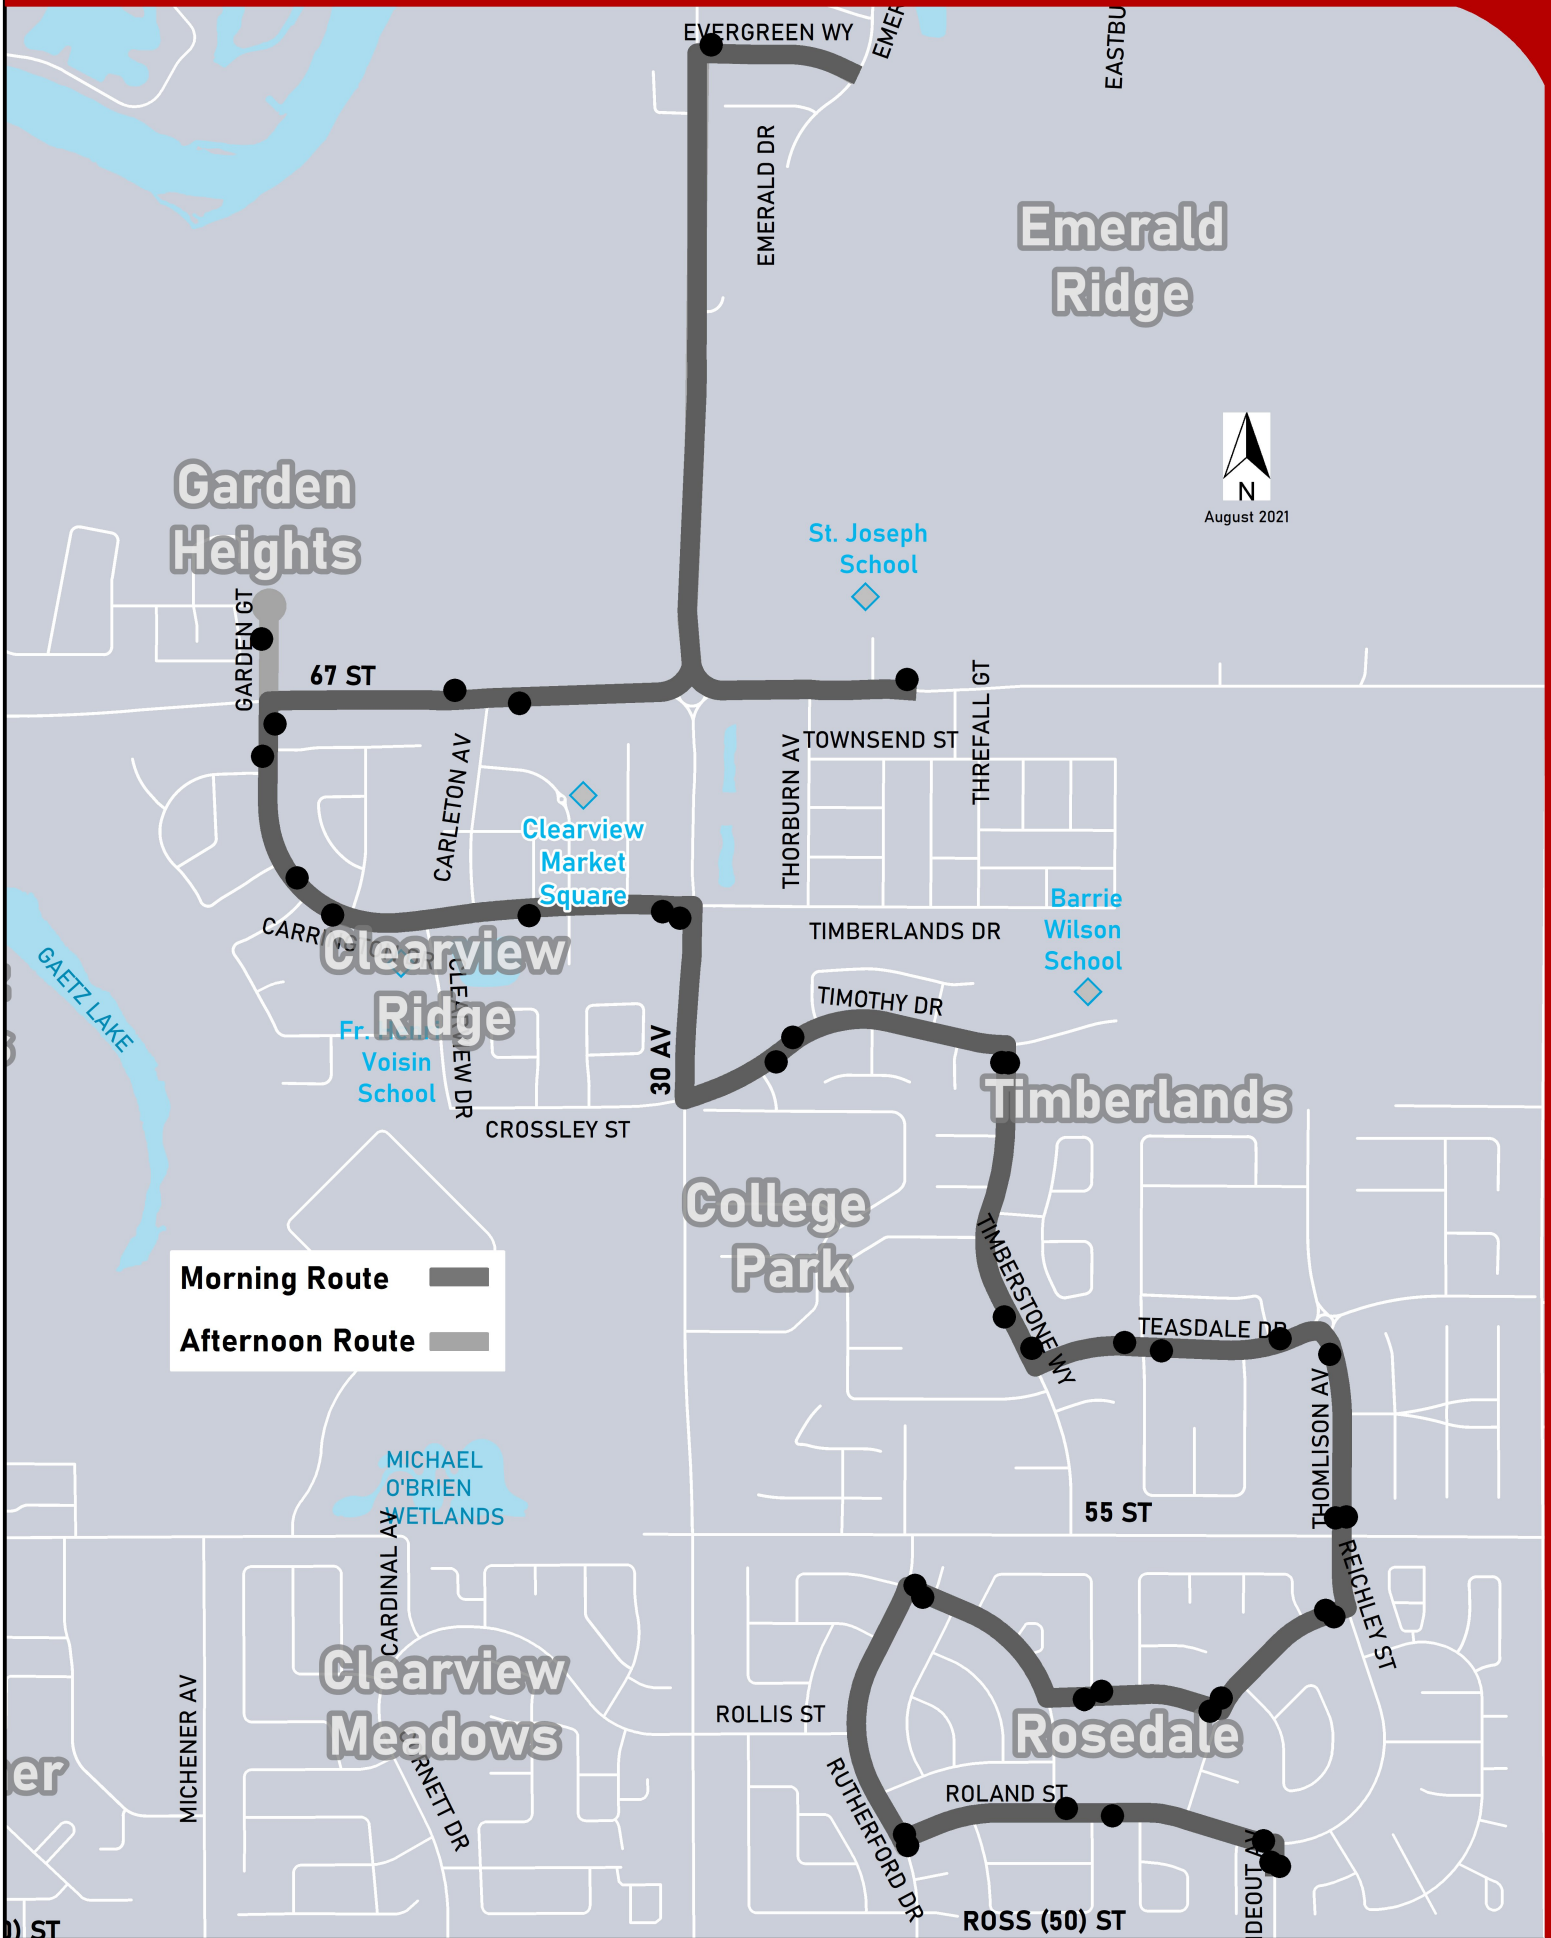 EVERGREEN WY
EMERALD DR
Emerald
Ridge
N
August 2021
Garden
Heights
St. Joseph
School
GARDEN GT
67 ST
THREFALL GT
TOWNSEND ST
CARLETON AV
THORBURN AV
Clearview
Market
Square
Barrie
Wilson
School
TIMBERLANDS DR
Clearview
Ridge
GAETZ LAKE
TIMOTHY DR
CLEARVIEW DR
Voisin
School
30 AV
Timberlands
CROSSLEY ST
College
Park
TIMBERSTONE WY
Morning Route
Afternoon Route
TEASDALE DR
THOMLISON AV
MICHAEL
O'BRIEN
WETLANDS
55 ST
CARDINAL AV
REICHLEY ST
Clearview
Meadows
MICHENER AV
ROLLIS ST
Rosedale
RUTHERFORD DR
ROLAND ST
ROSS (50) ST